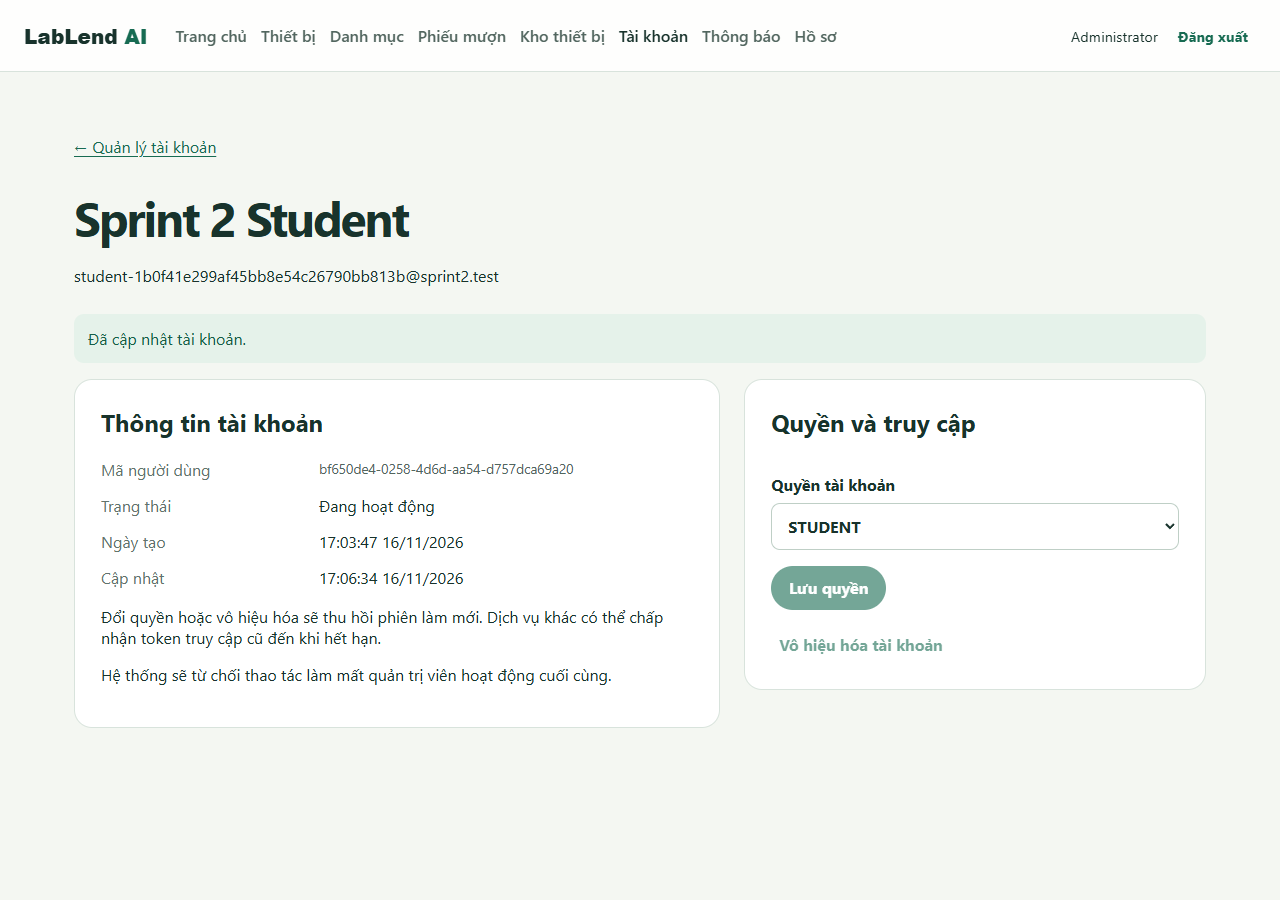 LabLend AI Trang chủ Thiết bị Danh mục Phiếu mượn Kho thiết bị Tài khoản Thông báo Hồ sơ Administrator Đăng xuất
← Quản lý tài khoản
Sprint 2 Student
student-1b0f41e299af45bb8e54c26790bb813b@sprint2.test
Đã cập nhật tài khoản.
Thông tin tài khoản
Mã người dùng bf650de4-0258-4d6d-aa54-d757dca69a20
Trạng thái Đang hoạt động
Ngày tạo 17:03:47 16/11/2026
Cập nhật 17:06:34 16/11/2026
Đổi quyền hoặc vô hiệu hóa sẽ thu hồi phiên làm mới. Dịch vụ khác có thể chấp
nhận token truy cập cũ đến khi hết hạn.
Hệ thống sẽ từ chối thao tác làm mất quản trị viên hoạt động cuối cùng.
Quyền và truy cập
Quyền tài khoản
STUDENT
Lưu quyền
Vô hiệu hóa tài khoản